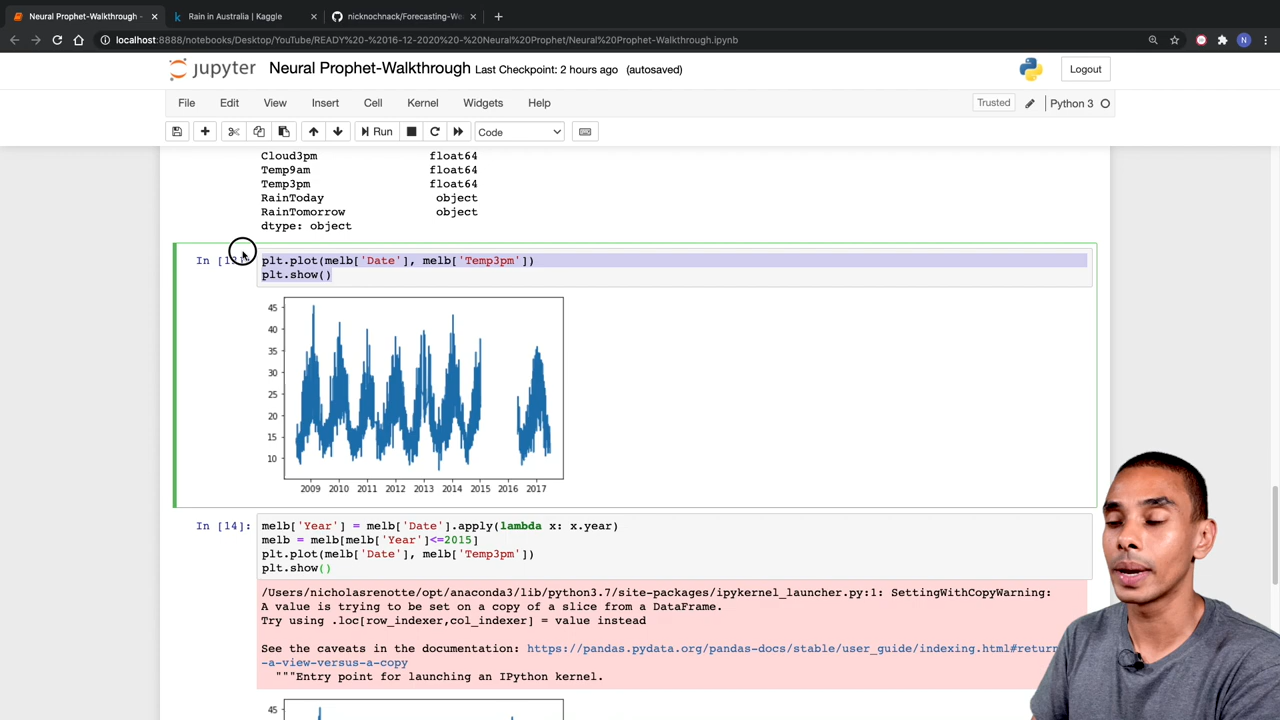 Neural Prophet-Walkthrough -
Rain in Australia | Kaggle
nicknochnack/Forecasting-We
localhost:8888/notebooks/Desktop/YouTube/READY%20-%2016-12-2020%20-%20Neural%20Prophet/Neural%20Prophet-Walkthrough.ipynb
N
jupyter Neural Prophet-Walkthrough Last Checkpoint: 2 hours ago (autosaved)
Logout
File Edit View Insert Cell Kernel Widgets Help
Trusted Python 3
Run Code
Cloud3pm float64
Temp9am float64
Temp3pm float64
RainToday object
RainTomorrow object
dtype: object
In [
plt.plot(melb['Date'], melb['Temp3pm'])
plt.show()
45
40
35
30
25
20
15
10
2009 2010 2011 2012 2013 2014 2015 2016 2017
In [14]:
melb['Year'] = melb['Date'].apply(lambda x: x.year)
melb = melb[melb['Year']<=2015]
plt.plot(melb['Date'], melb['Temp3pm'])
plt.show()
/Users/nicholasrenotte/opt/anaconda3/lib/python3.7/site-packages/ipykernel_launcher.py:1: SettingWithCopyWarning:
A value is trying to be set on a copy of a slice from a DataFrame.
Try using .loc[row_indexer,col_indexer] = value instead
See the caveats in the documentation: https://pandas.pydata.org/pandas-docs/stable/user_guide/indexing.html#return
-a-view-versus-a-copy
"""Entry point for launching an IPython kernel.
45